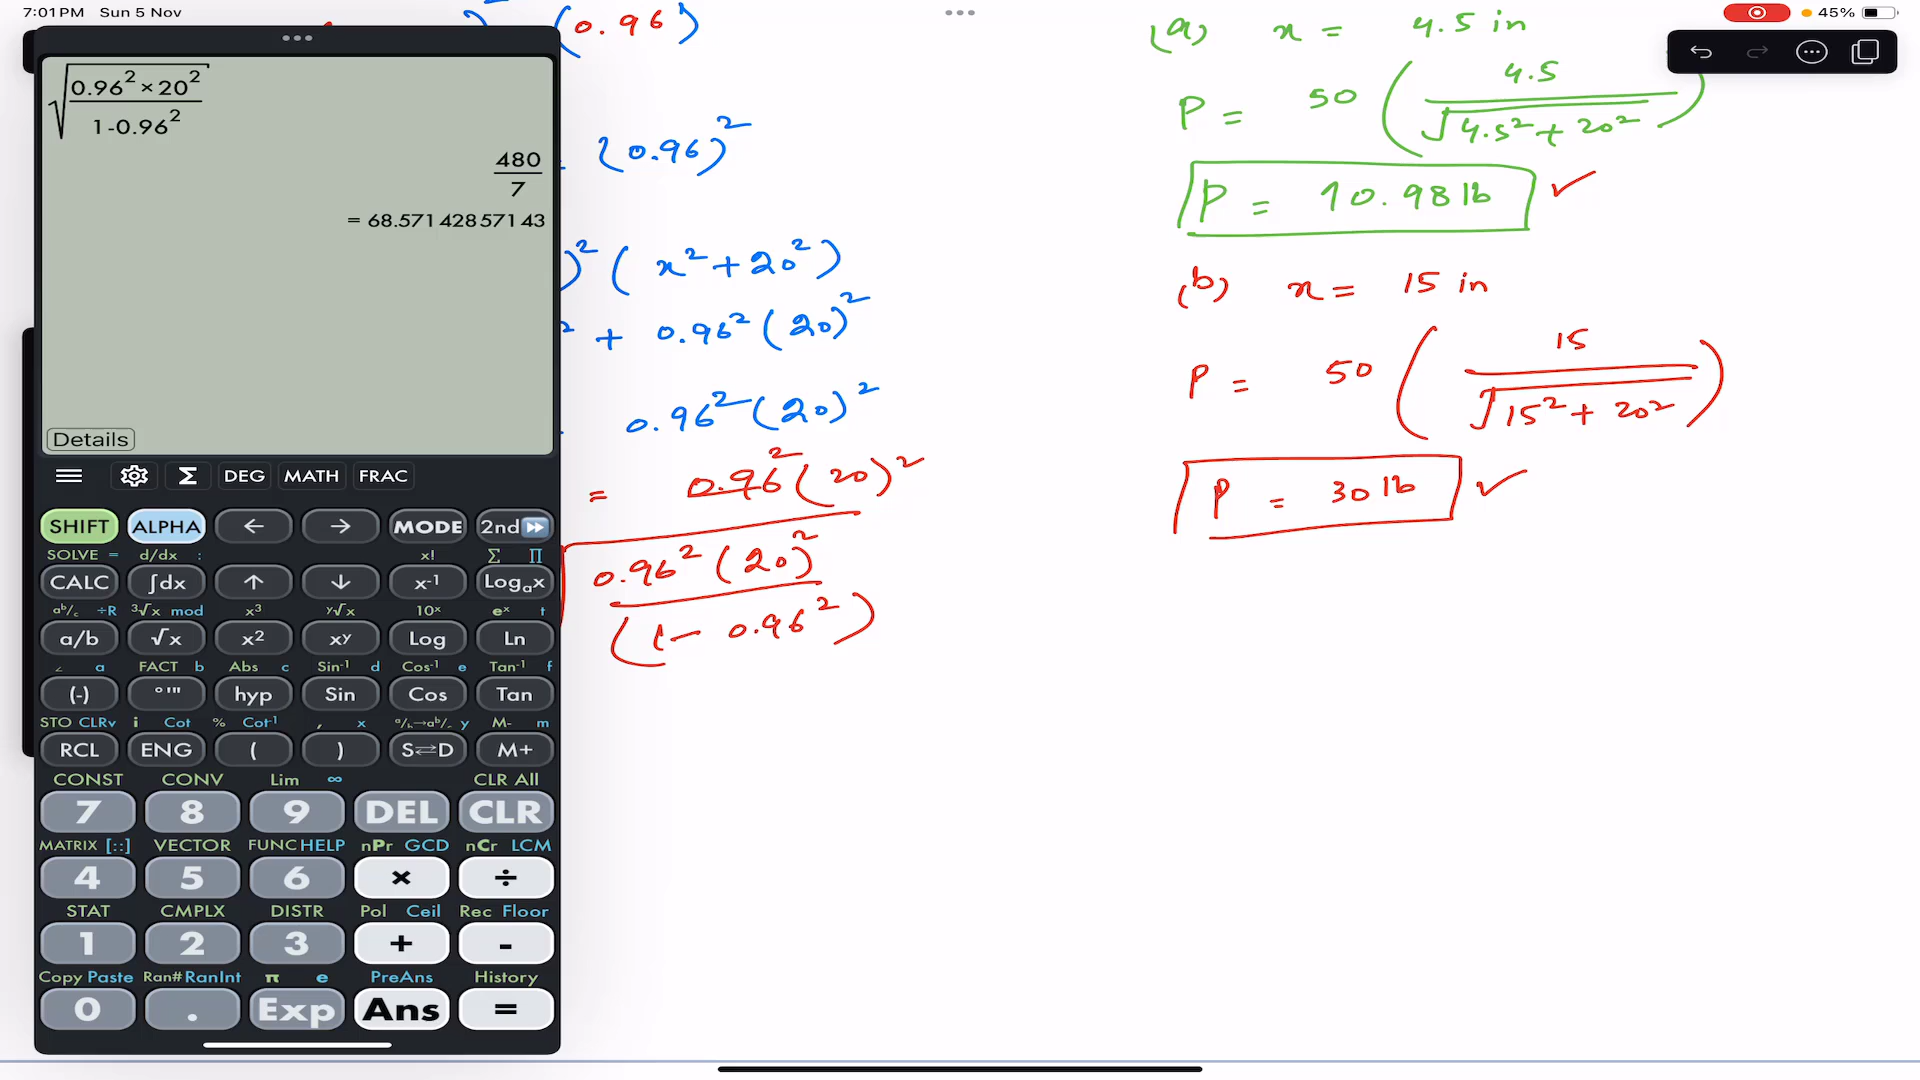 7:01 PM Sun 5 Nov
45%
√(0.96² × 20² / 1-0.96²)
480/7
= 68.57142857143
Details
DEG MATH FRAC
SHIFT ALPHA ← → MODE 2nd
SOLVE = d/dx : x! Σ Π
CALC ∫dx ↑ ↓ x-1 Logax
ab/c ÷R 3√x mod x3 y√x 10x ex t
a/b √x x2 xy Log Ln
∠ a FACT b Abs c Sin-1 d Cos-1 e Tan-1 f
(-) °'" hyp Sin Cos Tan
STO CLRv i Cot % Cot-1 , x a/b→ab/c y M- m
RCL ENG ( ) S⇄D M+
CONST CONV Lim ∞ CLR All
7 8 9 DEL CLR
MATRIX [::] VECTOR FUNC HELP nPr GCD nCr LCM
4 5 6 × ÷
STAT CMPLX DISTR Pol Ceil Rec Floor
1 2 3 + -
Copy Paste Ran# RanInt π e PreAns History
0 . Exp Ans =
(0.96)
(0.96)²
)² (x² + 20²)
² + 0.96² (20)²
0.96² (20)²
= 0.96² (20)²
0.96² (20)²
(1 - 0.96²)
(a) x = 4.5 in
P = 50 (4.5 / √4.5² + 20²)
P = 10.98 lb ✓
(b) x = 15 in
P = 50 (15 / √15² + 20²)
P = 30 lb ✓